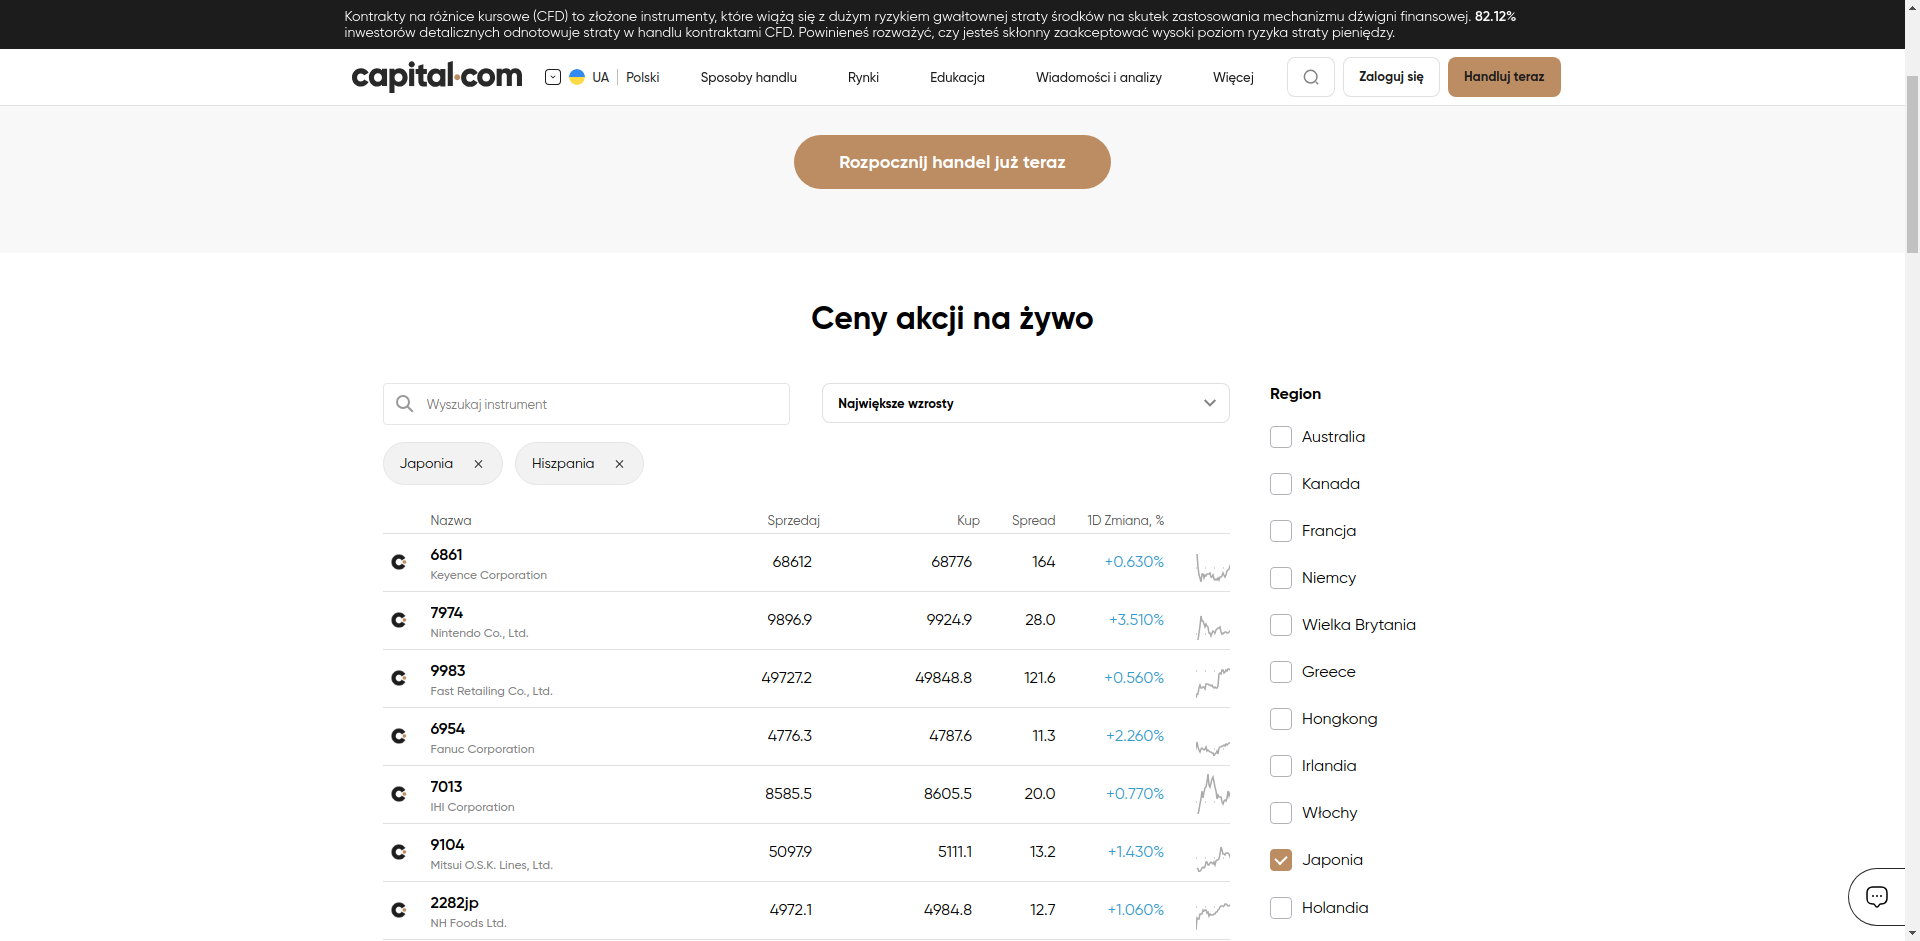 Kontrakty na różnice kursowe (CFD) to złożone instrumenty, które wiążą się z dużym ryzykiem gwałtownej straty środków na skutek zastosowania mechanizmu dźwigni finansowej. 82.12%
inwestorów detalicznych odnotowuje straty w handlu kontraktami CFD. Powinieneś rozważyć, czy jesteś skłonny zaakceptować wysoki poziom ryzyka straty pieniędzy.
capital.com UA Polski Sposoby handlu Rynki Edukacja Wiadomości i analizy Więcej Zaloguj się Handluj teraz
Rozpocznij handel już teraz
Ceny akcji na żywo
Wyszukaj instrument
Największe wzrosty
Japonia Hiszpania
Nazwa Sprzedaj Kup Spread 1D Zmiana, %
6861 68612 68776 164 +0.630%
Keyence Corporation
7974 9896.9 9924.9 28.0 +3.510%
Nintendo Co., Ltd.
9983 49727.2 49848.8 121.6 +0.560%
Fast Retailing Co., Ltd.
6954 4776.3 4787.6 11.3 +2.260%
Fanuc Corporation
7013 8585.5 8605.5 20.0 +0.770%
IHI Corporation
9104 5097.9 5111.1 13.2 +1.430%
Mitsui O.S.K. Lines, Ltd.
2282jp 4972.1 4984.8 12.7 +1.060%
NH Foods Ltd.
Region
Australia
Kanada
Francja
Niemcy
Wielka Brytania
Greece
Hongkong
Irlandia
Włochy
Japonia
Holandia